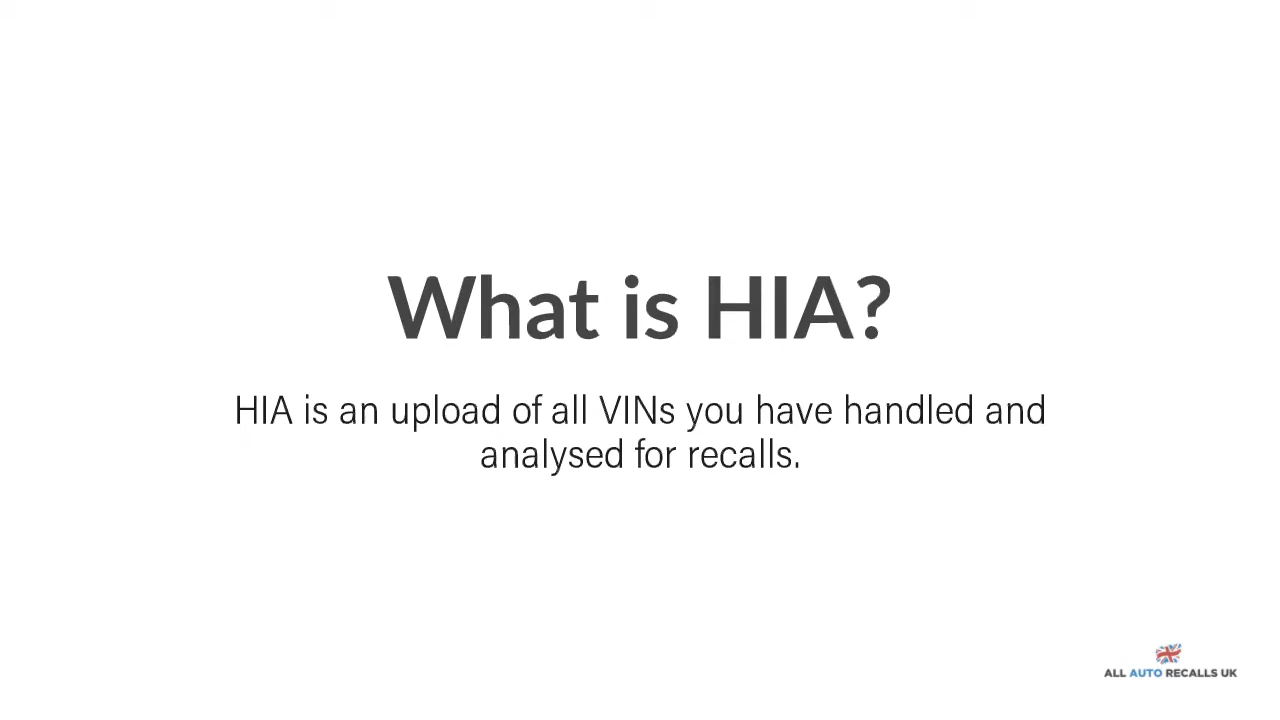 What is HIA?
HIA is an upload of all VINs you have handled and
analysed for recalls.
ALL AUTO RECALLS UK